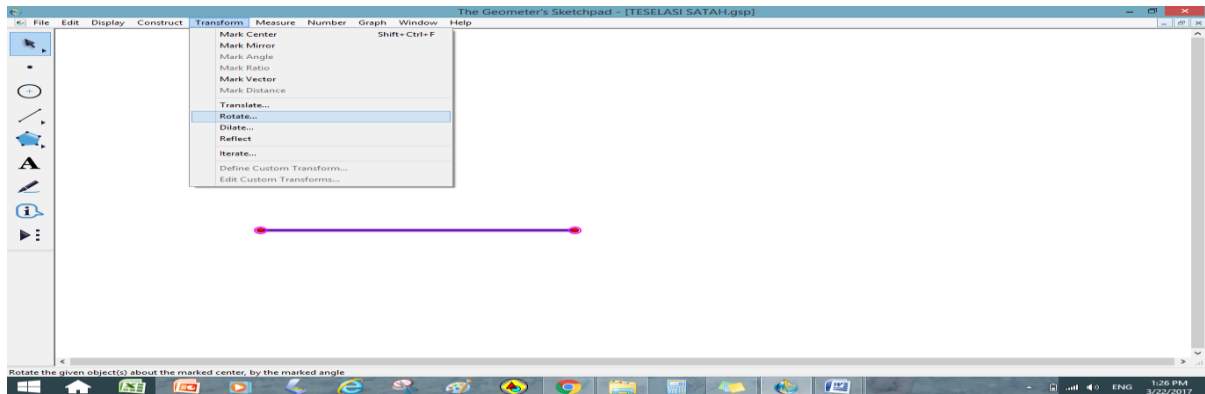 The Geometer's Sketchpad - [TESELASI SATAH.gsp]
File Edit Display Construct Transform Measure Number Graph Window Help
Mark Center Shift+Ctrl+F
Mark Mirror
Mark Angle
Mark Ratio
Mark Vector
Mark Distance
Translate...
Rotate...
Dilate...
Reflect
Iterate...
Define Custom Transform...
Edit Custom Transforms...
A
Rotate the given object(s) about the marked center, by the marked angle
ENG 1:26 PM
3/22/2017